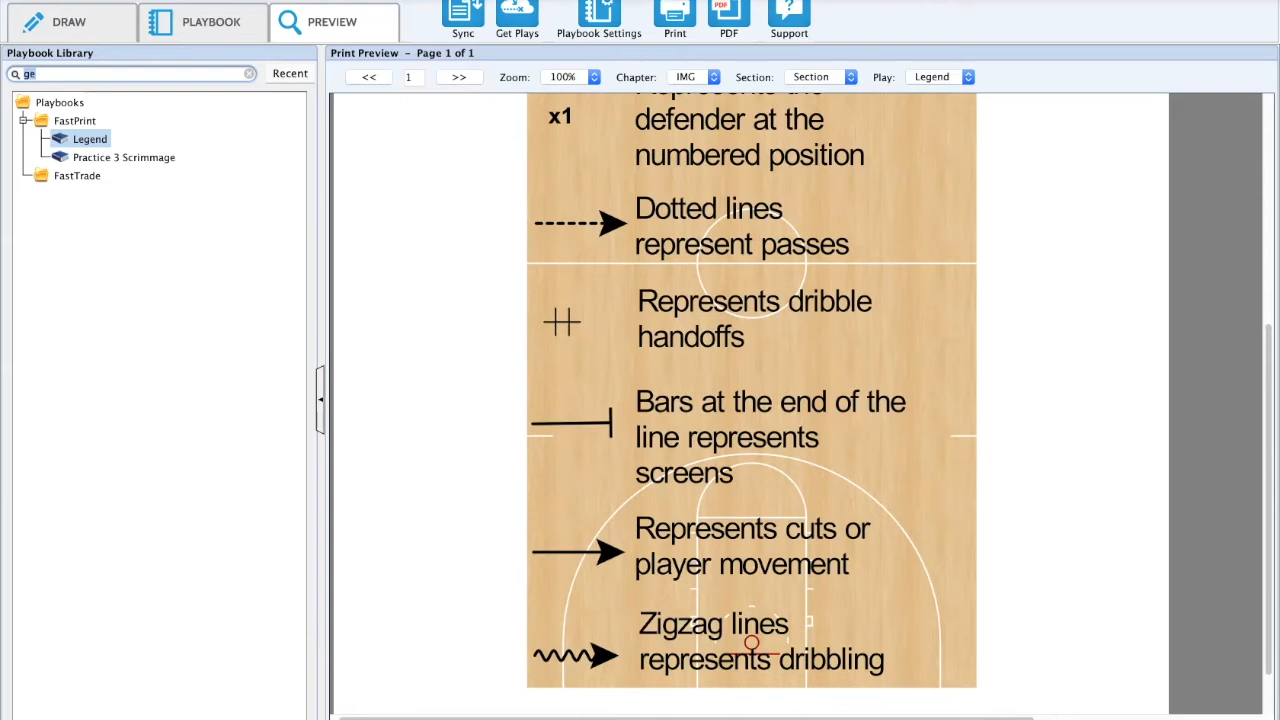 DRAW
PLAYBOOK
PREVIEW
Sync
Get Plays
Playbook Settings
Print
PDF
PDF
Support
Playbook Library
Print Preview – Page 1 of 1
ge
Recent
<<
1
>>
Zoom:
100%
Chapter:
IMG
Section:
Section
Play:
Legend
Playbooks
FastPrint
Legend
Practice 3 Scrimmage
FastTrade
x1
Represents the
defender at the
numbered position
Dotted lines
represent passes
Represents dribble
handoffs
Bars at the end of the
line represents
screens
Represents cuts or
player movement
Zigzag lines
represents dribbling